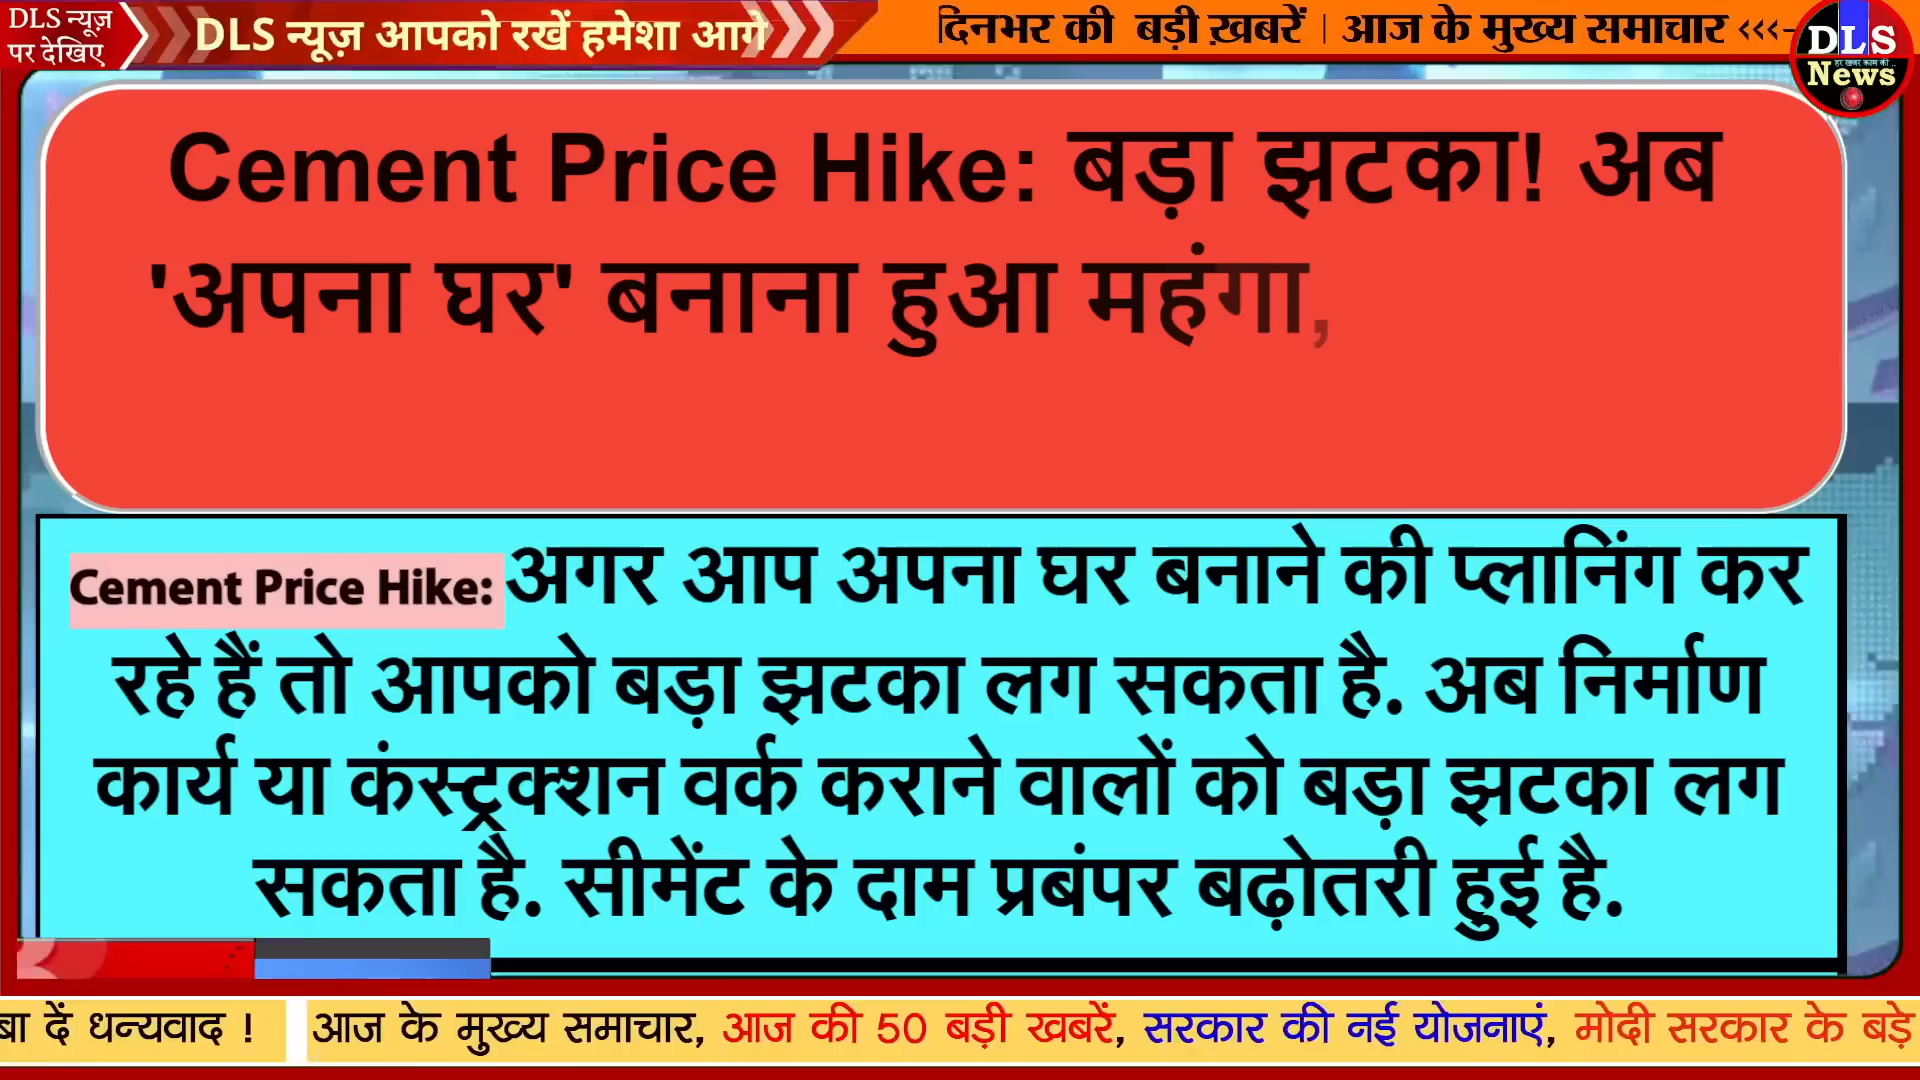 DLS न्यूज़
पर देखिए
DLS न्यूज़ आपको रखें हमेशा आगे
दिनभर की बड़ी ख़बरें | आज के मुख्य समाचार <<<-
DLS
हर खबर काम की..
News
Cement Price Hike: बड़ा झटका! अब
'अपना घर' बनाना हुआ महंगा,
Cement Price Hike: अगर आप अपना घर बनाने की प्लानिंग कर
रहे हैं तो आपको बड़ा झटका लग सकता है. अब निर्माण
कार्य या कंस्ट्रक्शन वर्क कराने वालों को बड़ा झटका लग
सकता है. सीमेंट के दाम प्रबंपर बढ़ोतरी हुई है.
बा दें धन्यवाद ! आज के मुख्य समाचार, आज की 50 बड़ी खबरें, सरकार की नई योजनाएं, मोदी सरकार के बड़े